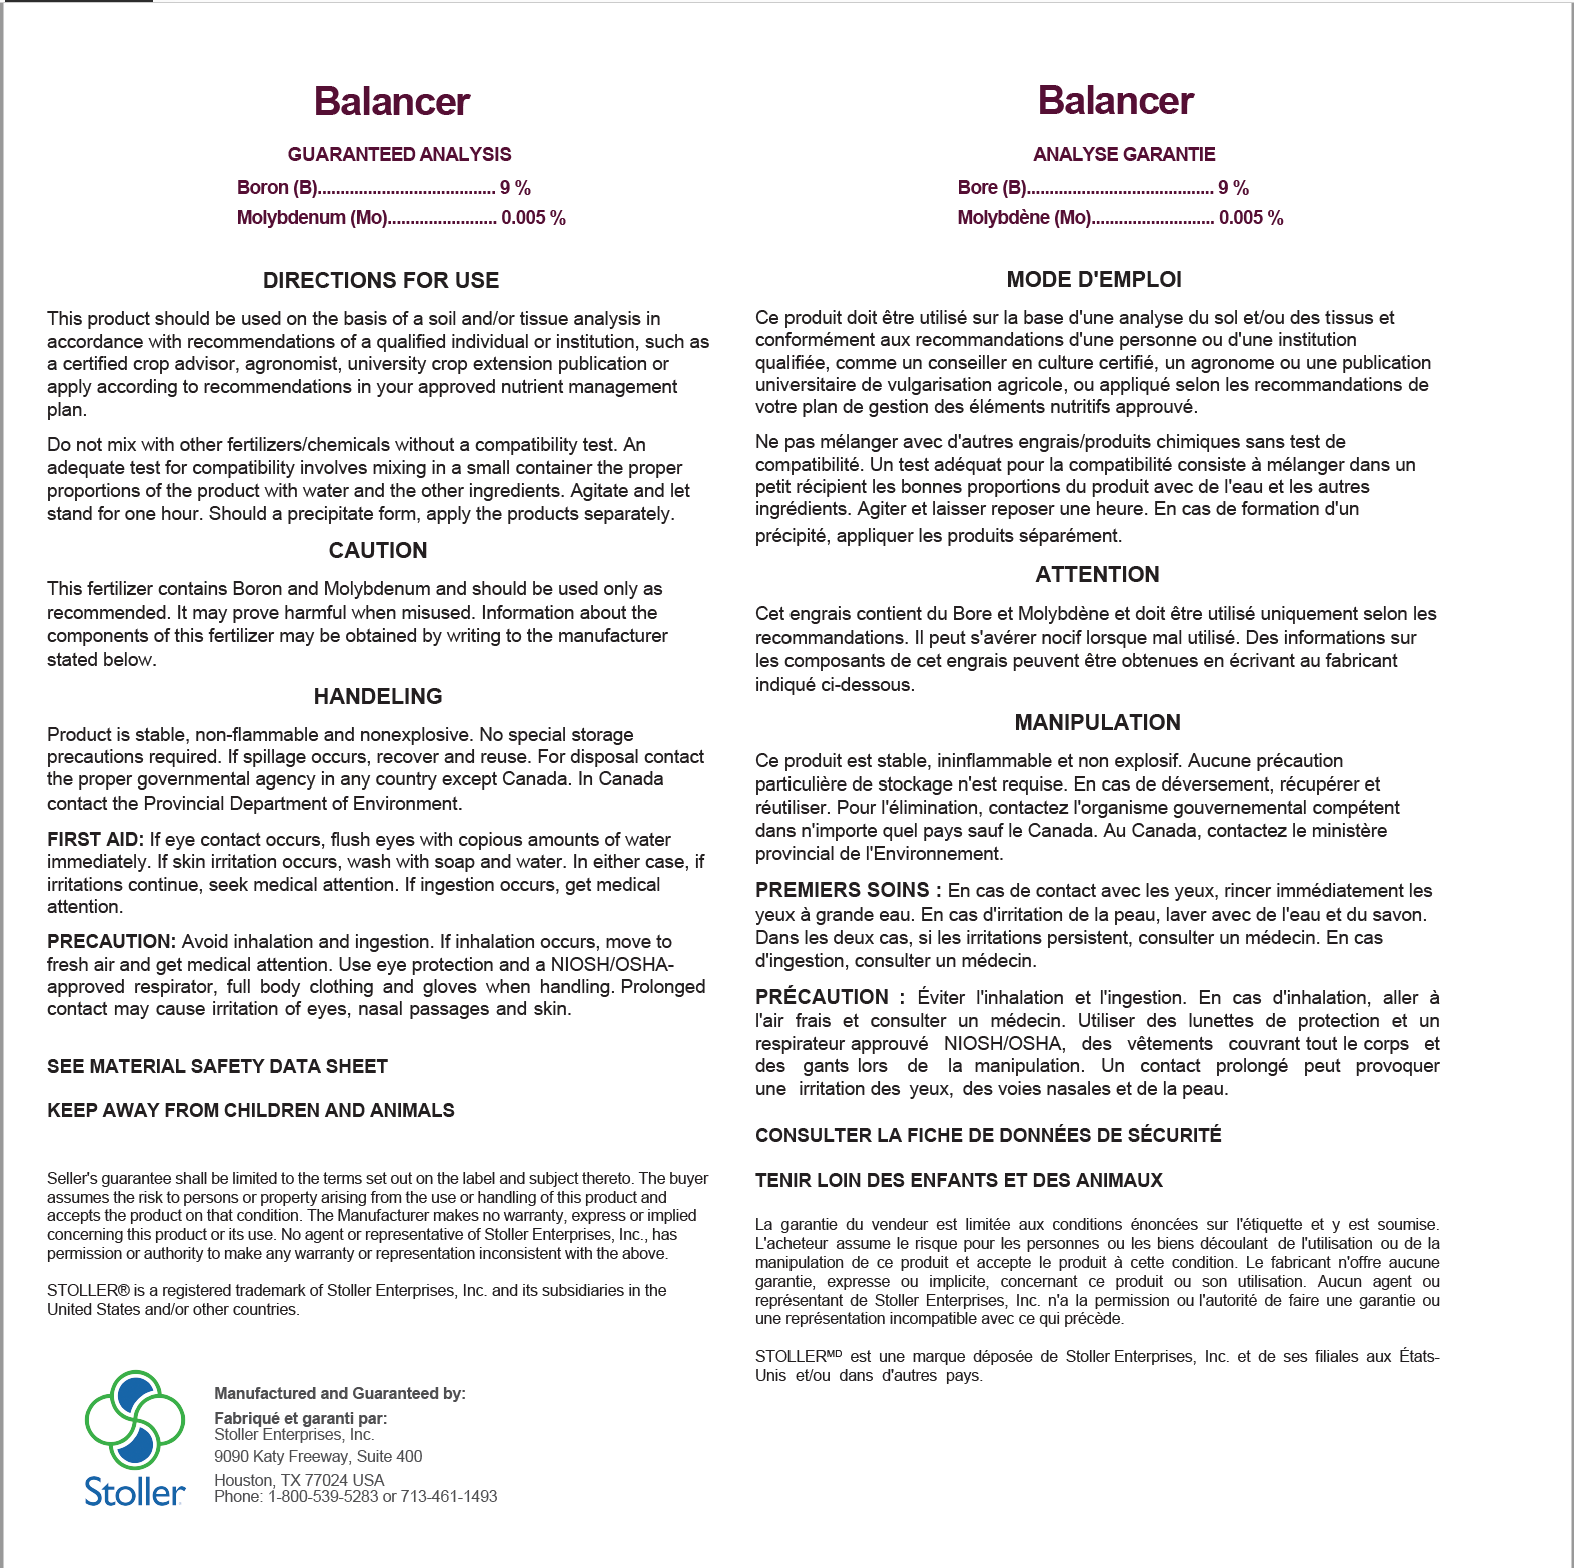 Balancer
GUARANTEED ANALYSIS
Boron (B)....................................... 9 %
Molybdenum (Mo)........................ 0.005 %
DIRECTIONS FOR USE
This product should be used on the basis of a soil and/or tissue analysis in
accordance with recommendations of a qualified individual or institution, such as
a certified crop advisor, agronomist, university crop extension publication or
apply according to recommendations in your approved nutrient management
plan.
Do not mix with other fertilizers/chemicals without a compatibility test. An
adequate test for compatibility involves mixing in a small container the proper
proportions of the product with water and the other ingredients. Agitate and let
stand for one hour. Should a precipitate form, apply the products separately.
CAUTION
This fertilizer contains Boron and Molybdenum and should be used only as
recommended. It may prove harmful when misused. Information about the
components of this fertilizer may be obtained by writing to the manufacturer
stated below.
HANDELING
Product is stable, non-flammable and nonexplosive. No special storage
precautions required. If spillage occurs, recover and reuse. For disposal contact
the proper governmental agency in any country except Canada. In Canada
contact the Provincial Department of Environment.
FIRST AID: If eye contact occurs, flush eyes with copious amounts of water
immediately. If skin irritation occurs, wash with soap and water. In either case, if
irritations continue, seek medical attention. If ingestion occurs, get medical
attention.
PRECAUTION: Avoid inhalation and ingestion. If inhalation occurs, move to
fresh air and get medical attention. Use eye protection and a NIOSH/OSHA-
approved respirator, full body clothing and gloves when handling. Prolonged
contact may cause irritation of eyes, nasal passages and skin.
SEE MATERIAL SAFETY DATA SHEET
KEEP AWAY FROM CHILDREN AND ANIMALS
Seller's guarantee shall be limited to the terms set out on the label and subject thereto. The buyer
assumes the risk to persons or property arising from the use or handling of this product and
accepts the product on that condition. The Manufacturer makes no warranty, express or implied
concerning this product or its use. No agent or representative of Stoller Enterprises, Inc., has
permission or authority to make any warranty or representation inconsistent with the above.
STOLLER® is a registered trademark of Stoller Enterprises, Inc. and its subsidiaries in the
United States and/or other countries.
Stoller
Manufactured and Guaranteed by:
Fabriqué et garanti par:
Stoller Enterprises, Inc.
9090 Katy Freeway, Suite 400
Houston, TX 77024 USA
Phone: 1-800-539-5283 or 713-461-1493
Balancer
ANALYSE GARANTIE
Bore (B)......................................... 9 %
Molybdène (Mo)........................... 0.005 %
MODE D'EMPLOI
Ce produit doit être utilisé sur la base d'une analyse du sol et/ou des tissus et
conformément aux recommandations d'une personne ou d'une institution
qualifiée, comme un conseiller en culture certifié, un agronome ou une publication
universitaire de vulgarisation agricole, ou appliqué selon les recommandations de
votre plan de gestion des éléments nutritifs approuvé.
Ne pas mélanger avec d'autres engrais/produits chimiques sans test de
compatibilité. Un test adéquat pour la compatibilité consiste à mélanger dans un
petit récipient les bonnes proportions du produit avec de l'eau et les autres
ingrédients. Agiter et laisser reposer une heure. En cas de formation d'un
précipité, appliquer les produits séparément.
ATTENTION
Cet engrais contient du Bore et Molybdène et doit être utilisé uniquement selon les
recommandations. Il peut s'avérer nocif lorsque mal utilisé. Des informations sur
les composants de cet engrais peuvent être obtenues en écrivant au fabricant
indiqué ci-dessous.
MANIPULATION
Ce produit est stable, ininflammable et non explosif. Aucune précaution
particulière de stockage n'est requise. En cas de déversement, récupérer et
réutiliser. Pour l'élimination, contactez l'organisme gouvernemental compétent
dans n'importe quel pays sauf le Canada. Au Canada, contactez le ministère
provincial de l'Environnement.
PREMIERS SOINS : En cas de contact avec les yeux, rincer immédiatement les
yeux à grande eau. En cas d'irritation de la peau, laver avec de l'eau et du savon.
Dans les deux cas, si les irritations persistent, consulter un médecin. En cas
d'ingestion, consulter un médecin.
PRÉCAUTION : Éviter l'inhalation et l'ingestion. En cas d'inhalation, aller à
l'air frais et consulter un médecin. Utiliser des lunettes de protection et un
respirateur approuvé NIOSH/OSHA, des vêtements couvrant tout le corps et
des gants lors de la manipulation. Un contact prolongé peut provoquer
une irritation des yeux, des voies nasales et de la peau.
CONSULTER LA FICHE DE DONNÉES DE SÉCURITÉ
TENIR LOIN DES ENFANTS ET DES ANIMAUX
La garantie du vendeur est limitée aux conditions énoncées sur l'étiquette et y est soumise.
L'acheteur assume le risque pour les personnes ou les biens découlant de l'utilisation ou de la
manipulation de ce produit et accepte le produit à cette condition. Le fabricant n'offre aucune
garantie, expresse ou implicite, concernant ce produit ou son utilisation. Aucun agent ou
représentant de Stoller Enterprises, Inc. n'a la permission ou l'autorité de faire une garantie ou
une représentation incompatible avec ce qui précède.
STOLLERᴹᴰ est une marque déposée de Stoller Enterprises, Inc. et de ses filiales aux États-
Unis et/ou dans d'autres pays.